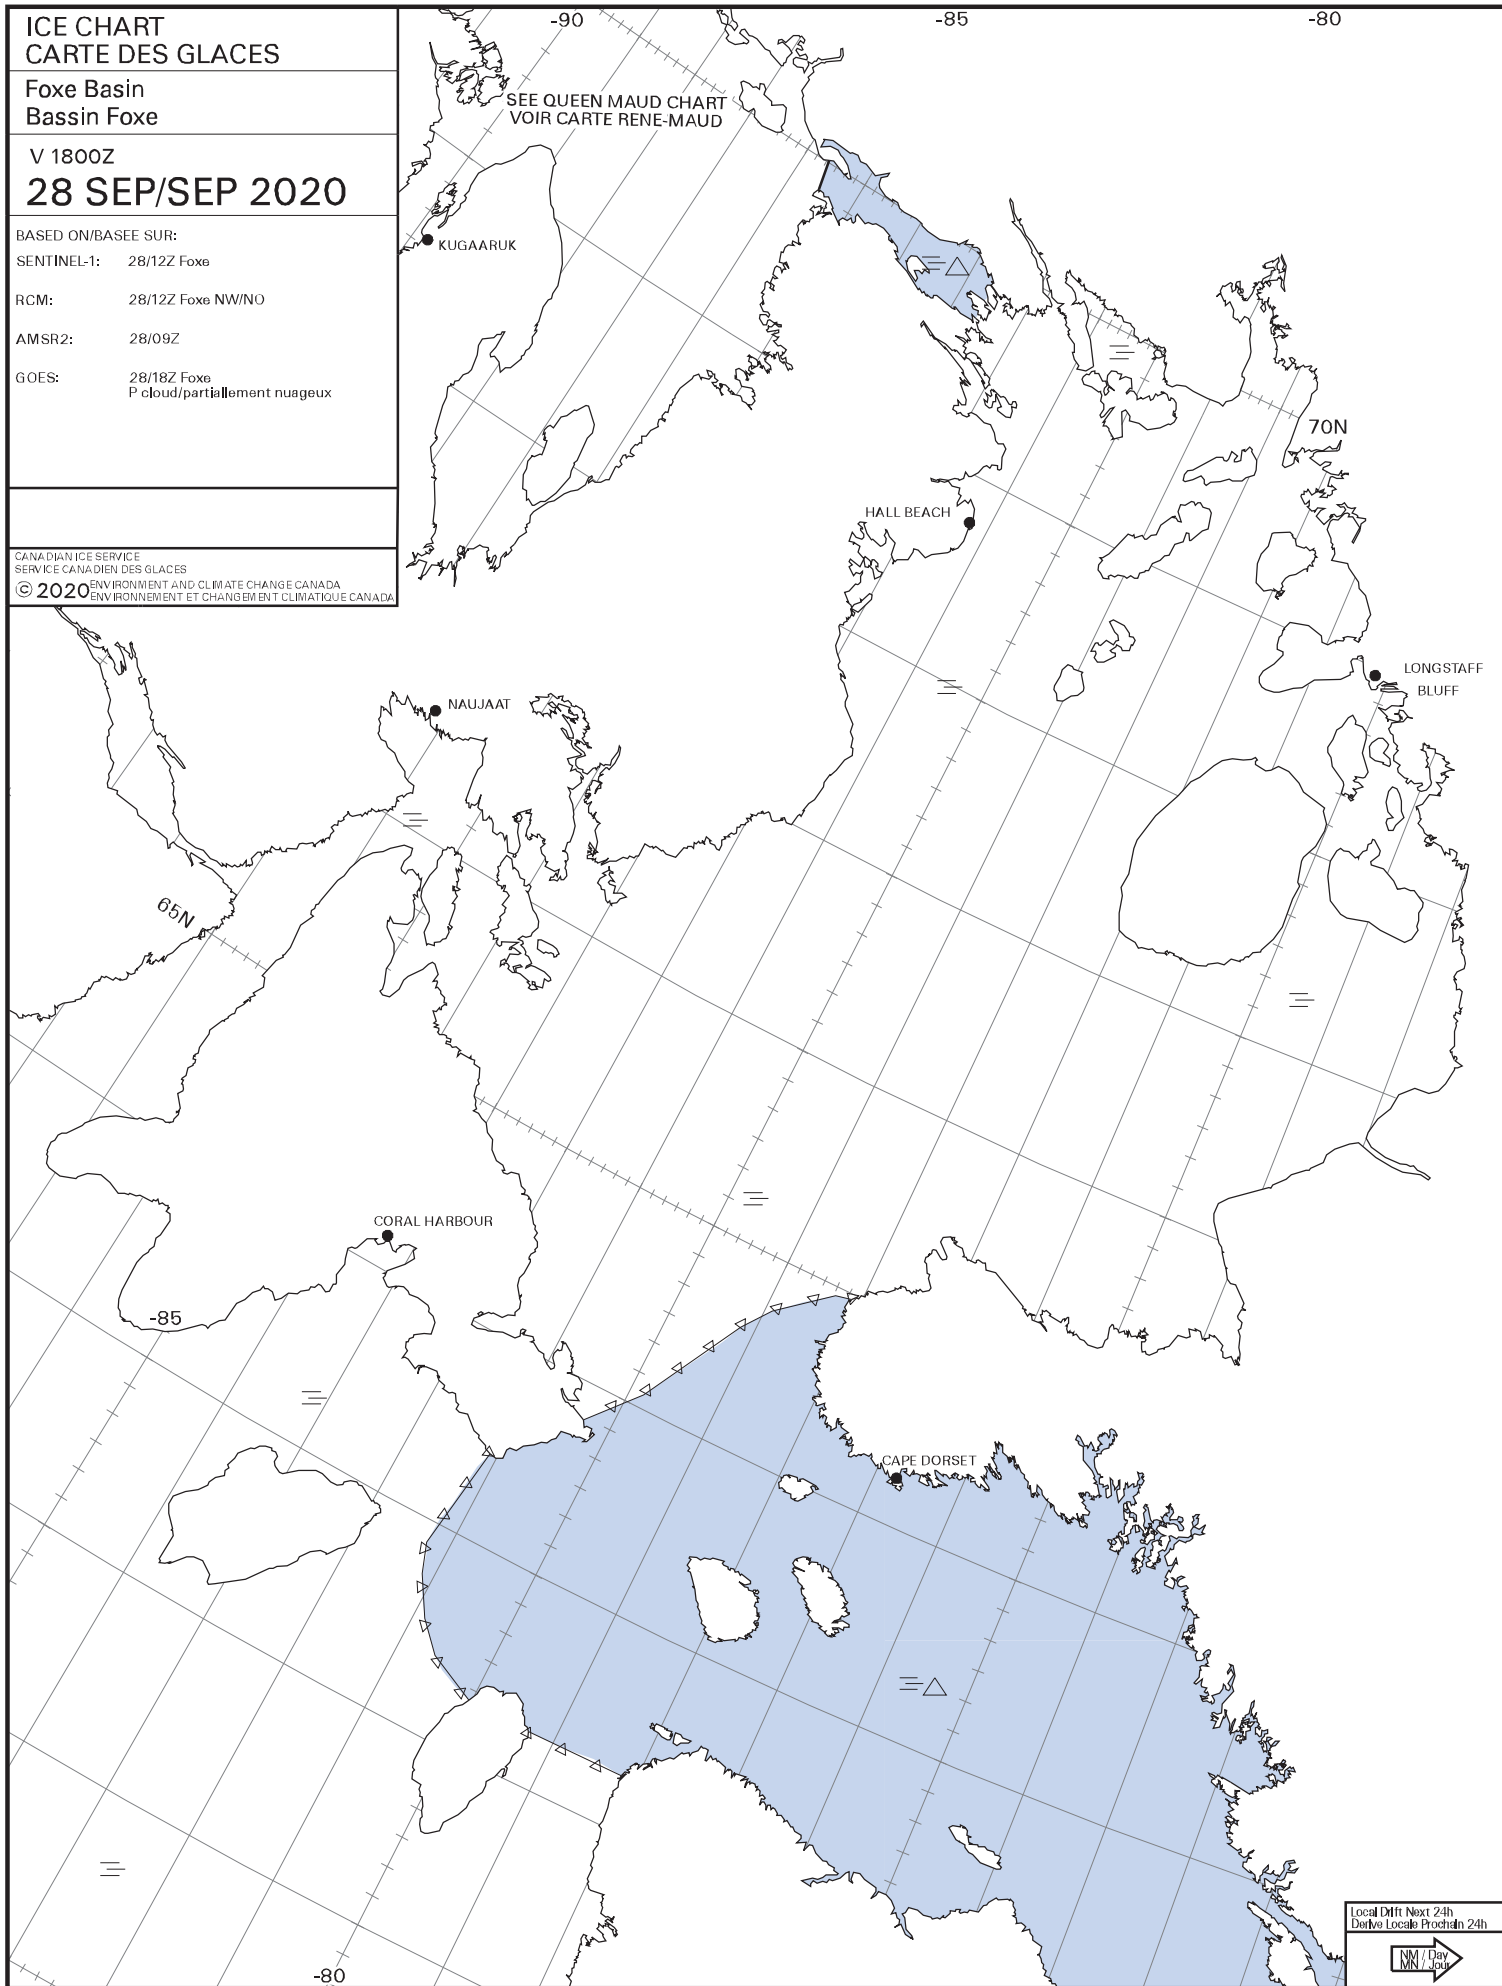 ICE CHART
CARTE DES GLACES
Foxe Basin
Bassin Foxe
V 1800Z
28 SEP/SEP 2020
BASED ON/BASEE SUR:
SENTINEL-1: 28/12Z Foxe
RCM: 28/12Z Foxe NW/NO
AMSR2: 28/09Z
GOES: 28/18Z Foxe
P cloud/partiallement nuageux
CANADIAN ICE SERVICE
SERVICE CANADIEN DES GLACES
© 2020 ENVIRONMENT AND CLIMATE CHANGE CANADA
ENVIRONNEMENT ET CHANGEMENT CLIMATIQUE CANADA
-90
-85
-80
SEE QUEEN MAUD CHART
VOIR CARTE RENE-MAUD
KUGAARUK
70N
HALL BEACH
LONGSTAFF
BLUFF
NAUJAAT
65N
CORAL HARBOUR
-85
CAPE DORSET
-80
Local Drift Next 24h
Derive Locale Prochain 24h
NM / Day
MN / Jour